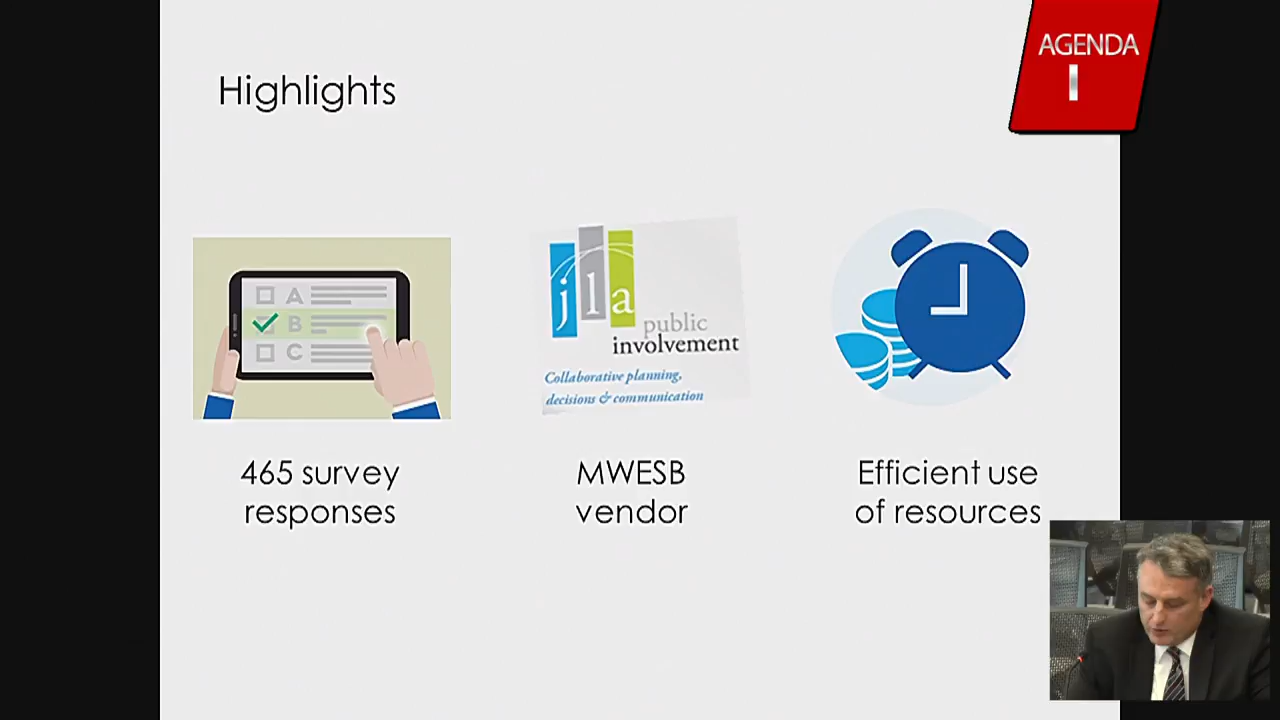 AGENDA
I
Highlights
A
B
C
jla
public
involvement
Collaborative planning,
decisions & communication
465 survey
responses
MWESB
vendor
Efficient use
of resources